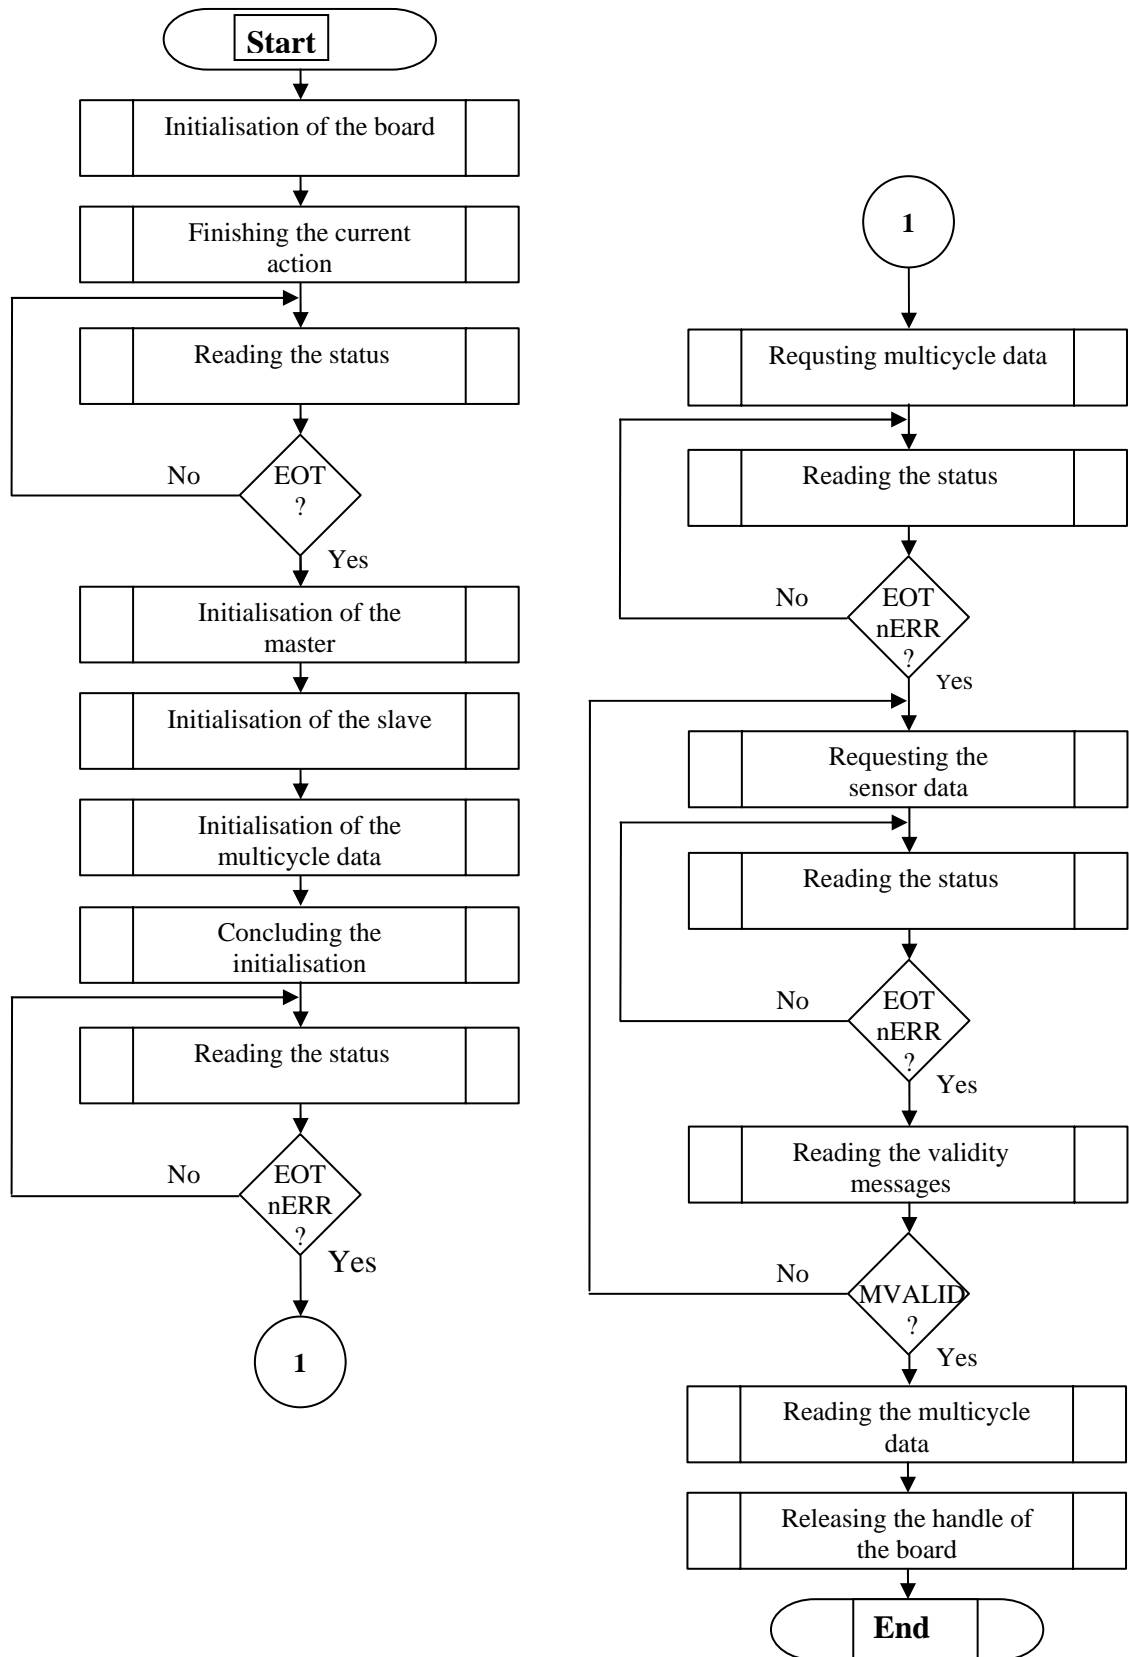 Start
Initialisation of the board
Finishing the current
action
Reading the status
No
EOT
?
Yes
Initialisation of the
master
Initialisation of the slave
Initialisation of the
multicycle data
Concluding the
initialisation
Reading the status
No
EOT
nERR
?
Yes
1
1
Requsting multicycle data
Reading the status
No
EOT
nERR
?
Yes
Requesting the
sensor data
Reading the status
No
EOT
nERR
?
Yes
Reading the validity
messages
No
MVALID
?
Yes
Reading the multicycle
data
Releasing the handle of
the board
End